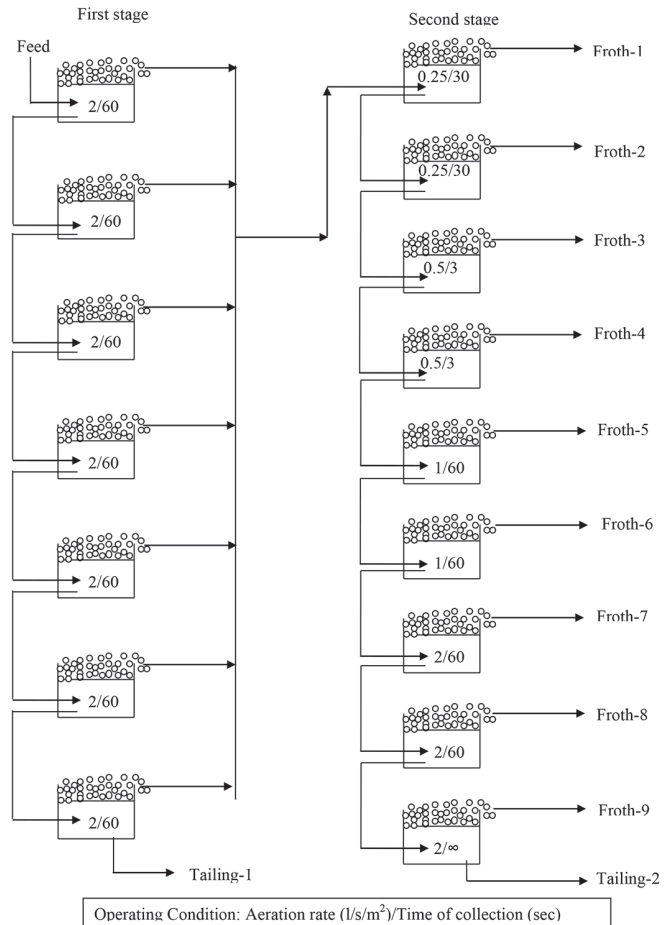 First stage
Second stage
Feed
2/60
2/60
2/60
2/60
2/60
2/60
2/60
Tailing-1
0.25/30
Froth-1
0.25/30
Froth-2
0.5/3
Froth-3
0.5/3
Froth-4
1/60
Froth-5
1/60
Froth-6
2/60
Froth-7
2/60
Froth-8
2/∞
Froth-9
Tailing-2
Operating Condition: Aeration rate (l/s/m²)/Time of collection (sec)